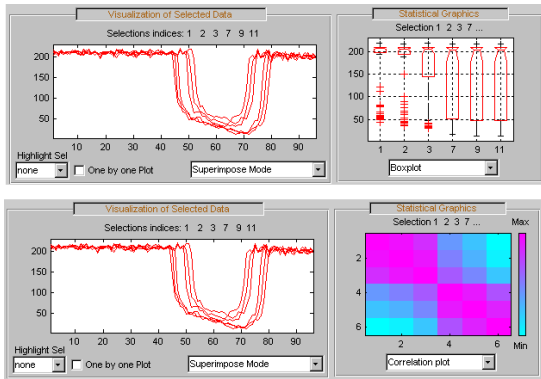 Visualization of Selected Data
Selections indices: 1 2 3 7 9 11
200
150
100
50
10 20 30 40 50 60 70 80 90
Highlight Sel
none
One by one Plot
Superimpose Mode
Statistical Graphics
Selection 1 2 3 7 ...
200
150
100
50
1 2 3 7 9 11
Boxplot
Visualization of Selected Data
Selections indices: 1 2 3 7 9 11
200
150
100
50
10 20 30 40 50 60 70 80 90
Highlight Sel
none
One by one Plot
Superimpose Mode
Statistical Graphics
Selection 1 2 3 7 ...
Max
2
4
6
2 4 6
Min
Correlation plot